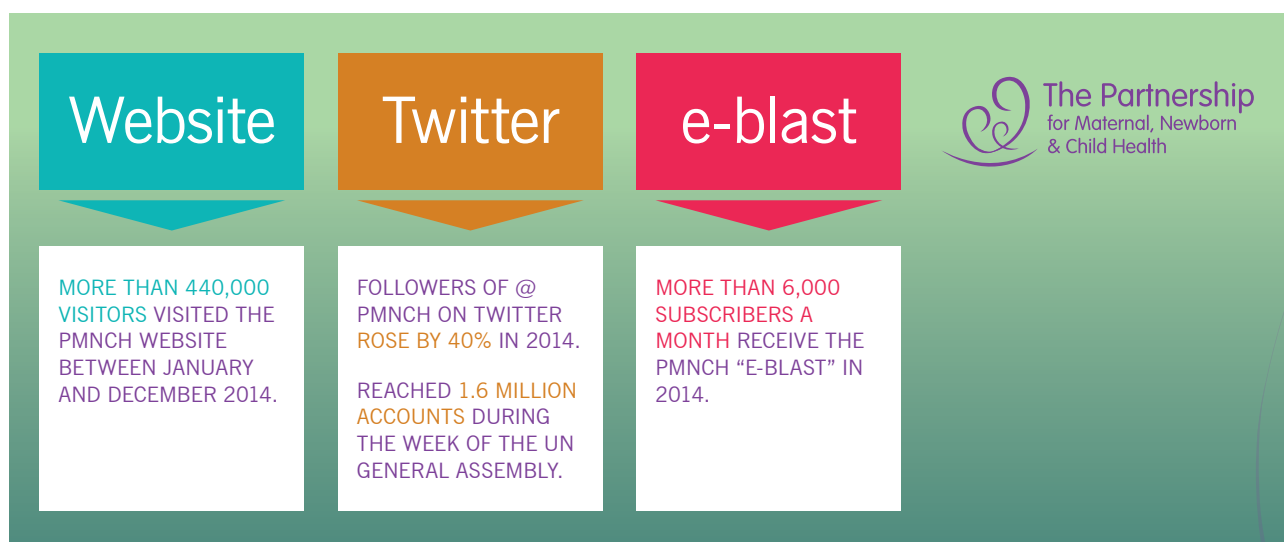 Website
MORE THAN 440,000
VISITORS VISITED THE
PMNCH WEBSITE
BETWEEN JANUARY
AND DECEMBER 2014.
Twitter
FOLLOWERS OF @
PMNCH ON TWITTER
ROSE BY 40% IN 2014.
REACHED 1.6 MILLION
ACCOUNTS DURING
THE WEEK OF THE UN
GENERAL ASSEMBLY.
e-blast
MORE THAN 6,000
SUBSCRIBERS A
MONTH RECEIVE THE
PMNCH “E-BLAST” IN
2014.
The Partnership
for Maternal, Newborn
& Child Health